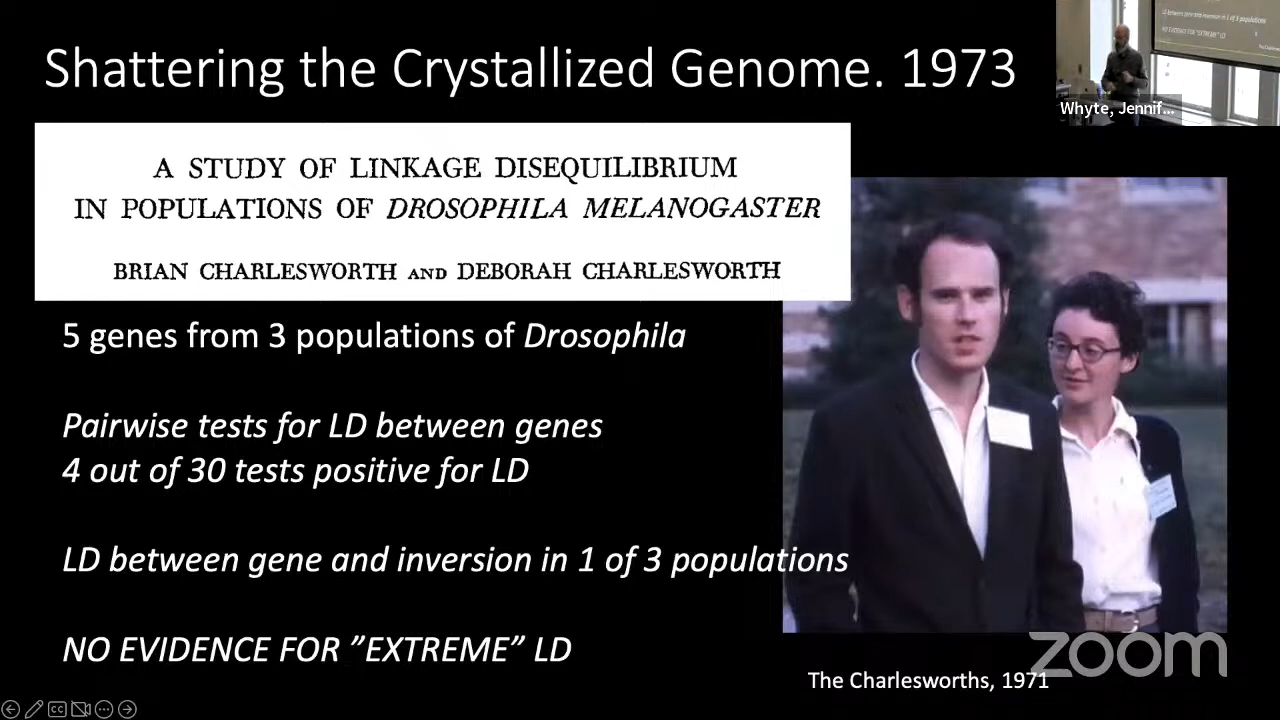 Shattering the Crystallized Genome. 1973
Whyte, Jennif...
A STUDY OF LINKAGE DISEQUILIBRIUM
IN POPULATIONS OF DROSOPHILA MELANOGASTER
BRIAN CHARLESWORTH AND DEBORAH CHARLESWORTH
5 genes from 3 populations of Drosophila
Pairwise tests for LD between genes
4 out of 30 tests positive for LD
LD between gene and inversion in 1 of 3 populations
NO EVIDENCE FOR ”EXTREME” LD
The Charlesworths, 1971
zoom
CC